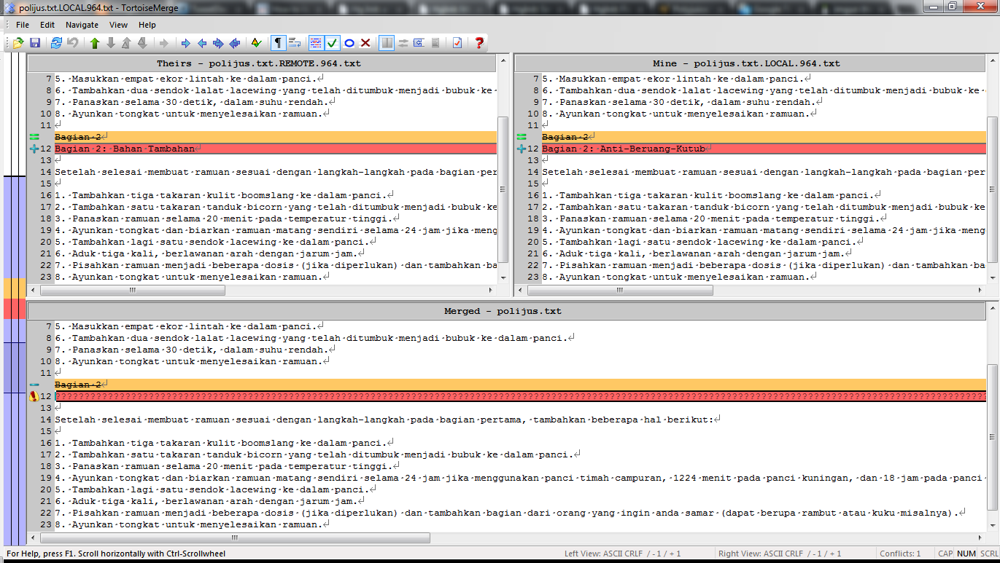 polijus.txt.LOCAL.964.txt - TortoiseMerge
File Edit Navigate View Help
Theirs - polijus.txt.REMOTE.964.txt
7 5. Masukkan empat ekor lintah ke dalam panci.
8 6. Tambahkan dua sendok lalat lacewing yang telah ditumbuk menjadi bubuk ke
9 7. Panaskan selama 30 detik, dalam suhu rendah.
10 8. Ayunkan tongkat untuk menyelesaikan ramuan.
11
Bagian 2
12 Bagian 2: Bahan Tambahan
13
14 Setelah selesai membuat ramuan sesuai dengan langkah-langkah pada bagian per
15
16 1. Tambahkan tiga takaran kulit boomslang ke dalam panci.
17 2. Tambahkan satu takaran tanduk bicorn yang telah ditumbuk menjadi bubuk ke
18 3. Panaskan ramuan selama 20 menit pada temperatur tinggi.
19 4. Ayunkan tongkat dan biarkan ramuan matang sendiri selama 24 jam jika meng
20 5. Tambahkan lagi satu sendok lacewing ke dalam panci.
21 6. Aduk tiga kali, berlawanan arah dengan jarum jam.
22 7. Pisahkan ramuan menjadi beberapa dosis (jika diperlukan) dan tambahkan ba
23 8. Ayunkan tongkat untuk menyelesaikan ramuan.
Mine - polijus.txt.LOCAL.964.txt
7 5. Masukkan empat ekor lintah ke dalam panci.
8 6. Tambahkan dua sendok lalat lacewing yang telah ditumbuk menjadi bubuk ke
9 7. Panaskan selama 30 detik, dalam suhu rendah.
10 8. Ayunkan tongkat untuk menyelesaikan ramuan.
11
Bagian 2
12 Bagian 2: Anti-Beruang-Kutub
13
14 Setelah selesai membuat ramuan sesuai dengan langkah-langkah pada bagian per
15
16 1. Tambahkan tiga takaran kulit boomslang ke dalam panci.
17 2. Tambahkan satu takaran tanduk bicorn yang telah ditumbuk menjadi bubuk ke
18 3. Panaskan ramuan selama 20 menit pada temperatur tinggi.
19 4. Ayunkan tongkat dan biarkan ramuan matang sendiri selama 24 jam jika meng
20 5. Tambahkan lagi satu sendok lacewing ke dalam panci.
21 6. Aduk tiga kali, berlawanan arah dengan jarum jam.
22 7. Pisahkan ramuan menjadi beberapa dosis (jika diperlukan) dan tambahkan ba
23 8. Ayunkan tongkat untuk menyelesaikan ramuan.
Merged - polijus.txt
7 5. Masukkan empat ekor lintah ke dalam panci.
8 6. Tambahkan dua sendok lalat lacewing yang telah ditumbuk menjadi bubuk ke dalam panci.
9 7. Panaskan selama 30 detik, dalam suhu rendah.
10 8. Ayunkan tongkat untuk menyelesaikan ramuan.
11
Bagian 2
12
13
14 Setelah selesai membuat ramuan sesuai dengan langkah-langkah pada bagian pertama, tambahkan beberapa hal berikut:
15
16 1. Tambahkan tiga takaran kulit boomslang ke dalam panci.
17 2. Tambahkan satu takaran tanduk bicorn yang telah ditumbuk menjadi bubuk ke dalam panci.
18 3. Panaskan ramuan selama 20 menit pada temperatur tinggi.
19 4. Ayunkan tongkat dan biarkan ramuan matang sendiri selama 24 jam jika menggunakan panci timah campuran, 1224 menit pada panci kuningan, dan 18 jam pada panci
20 5. Tambahkan lagi satu sendok lacewing ke dalam panci.
21 6. Aduk tiga kali, berlawanan arah dengan jarum jam.
22 7. Pisahkan ramuan menjadi beberapa dosis (jika diperlukan) dan tambahkan bagian dari orang yang ingin anda samar (dapat berupa rambut atau kuku misalnya).
23 8. Ayunkan tongkat untuk menyelesaikan ramuan.
For Help, press F1. Scroll horizontally with Ctrl-Scrollwheel
Left View: ASCII CRLF / - 1 / + 1
Right View: ASCII CRLF / - 1 / + 1
Conflicts: 1
CAP NUM SCRL